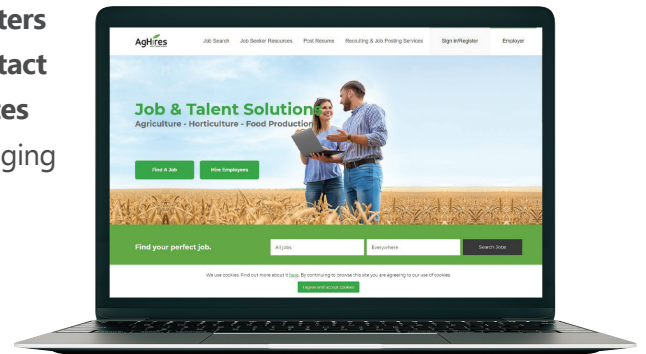 ters
tact
tes
ging
AgHires
Job Search Job Seeker Resources Post Resume Recruiting & Job Posting Services Sign In/Register Employer
Job & Talent Solutions
Agriculture - Horticulture - Food Production
Find A Job Hire Employees
Find your perfect job. All jobs Everywhere Search Jobs
We use cookies. Find out more about it here. By continuing to browse this site you are agreeing to our use of cookies.
I agree and accept cookies